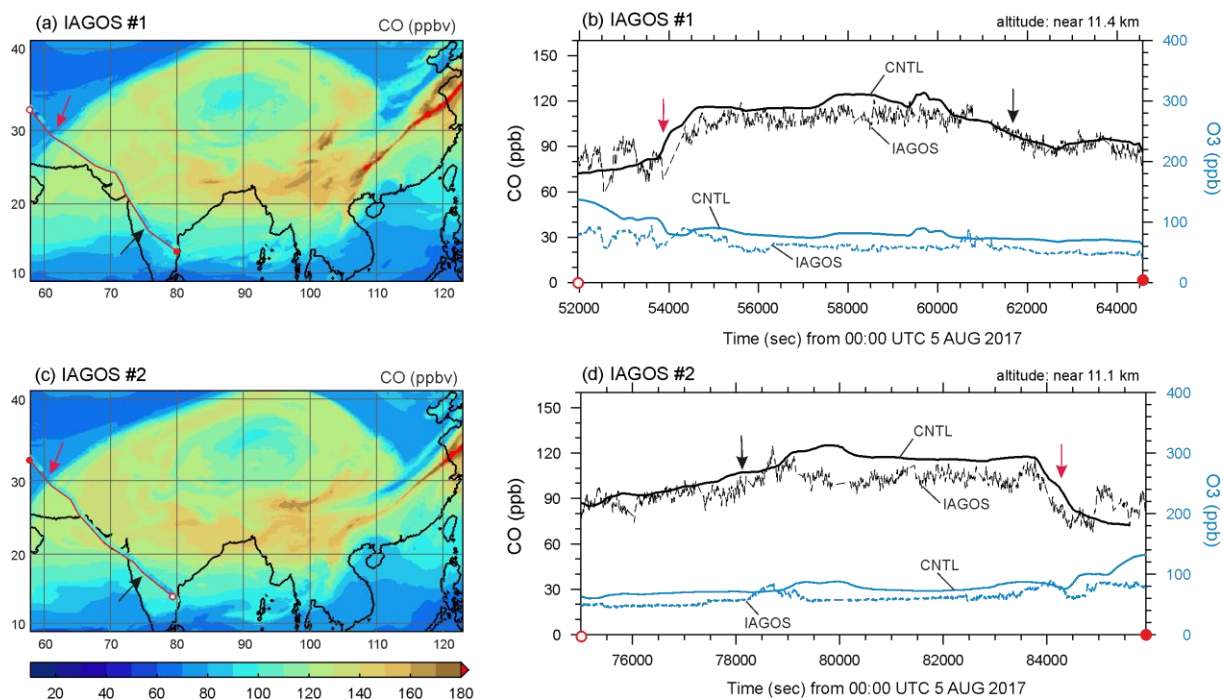 (a) IAGOS #1
CO (ppbv)
40
30
20
10
60 70 80 90 100 110 120
(b) IAGOS #1
altitude: near 11.4 km
CO (ppb)
160
120
90
60
30
0
CNTL
IAGOS
CNTL
IAGOS
400
300
200
100
0
O3 (ppb)
52000 54000 56000 58000 60000 62000 64000
Time (sec) from 00:00 UTC 5 AUG 2017
(c) IAGOS #2
CO (ppbv)
40
30
20
10
60 70 80 90 100 110 120
20 40 60 80 100 120 140 160 180
(d) IAGOS #2
altitude: near 11.1 km
CO (ppb)
160
120
90
60
30
0
CNTL
IAGOS
CNTL
IAGOS
400
300
200
100
0
O3 (ppb)
76000 78000 80000 82000 84000
Time (sec) from 00:00 UTC 5 AUG 2017